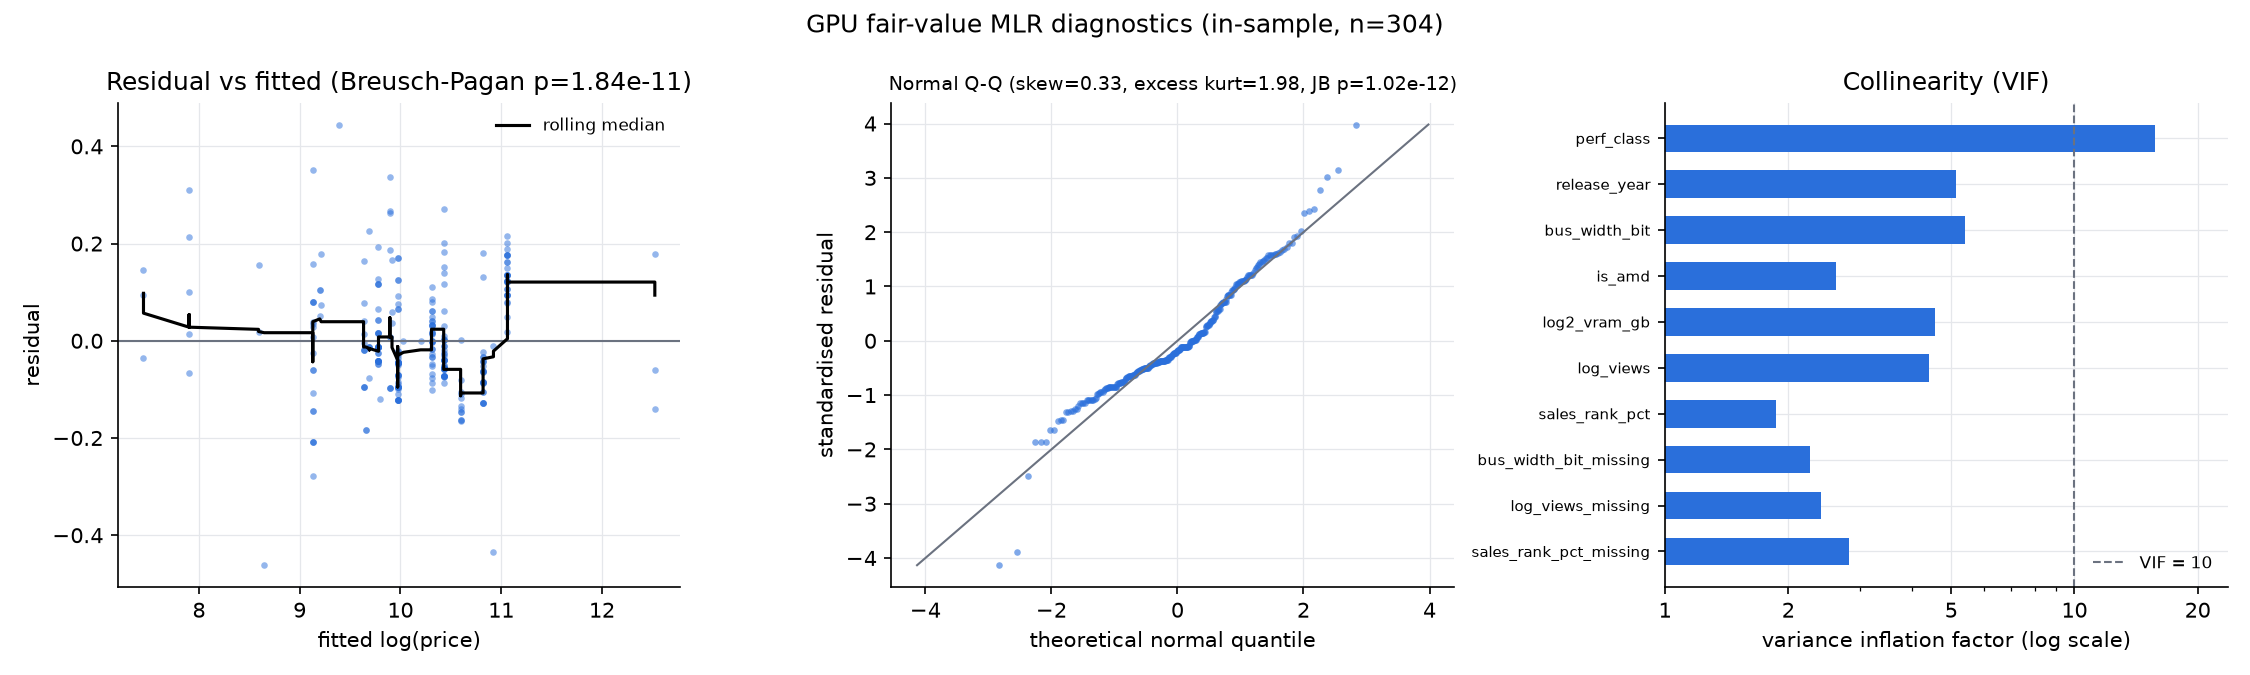 GPU fair-value MLR diagnostics (in-sample, n=304)
Residual vs fitted (Breusch-Pagan p=1.84e-11)
rolling median
0.4
0.2
0.0
−0.2
−0.4
residual
8 9 10 11 12
fitted log(price)
Normal Q-Q (skew=0.33, excess kurt=1.98, JB p=1.02e-12)
4
3
2
1
0
−1
−2
−3
−4
standardised residual
−4 −2 0 2 4
theoretical normal quantile
Collinearity (VIF)
perf_class
release_year
bus_width_bit
is_amd
log2_vram_gb
log_views
sales_rank_pct
bus_width_bit_missing
log_views_missing
sales_rank_pct_missing
VIF = 10
1 2 5 10 20
variance inflation factor (log scale)